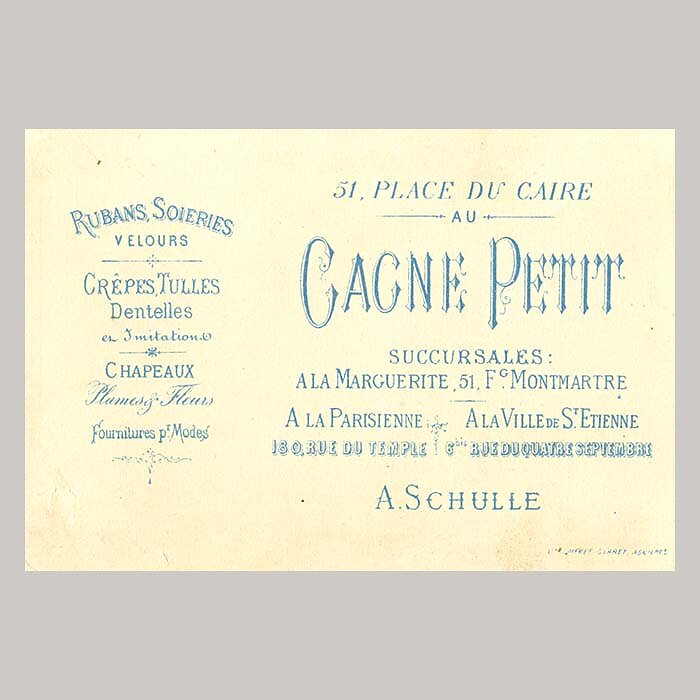 RUBANS, SOIERIES
VELOURS
CRÊPES, TULLES
Dentelles
en Imitation
CHAPEAUX
Plumes & Fleurs
Fournitures pr Modes
51, PLACE DU CAIRE
AU
GAGNE PETIT
SUCCURSALES:
A LA MARGUERITE, 51, FG MONTMARTRE
A LA PARISIENNE
180, RUE DU TEMPLE
A LA VILLE DE ST ETIENNE
RUE DU QUATRE SEPTEMBRE
A. SCHULLE